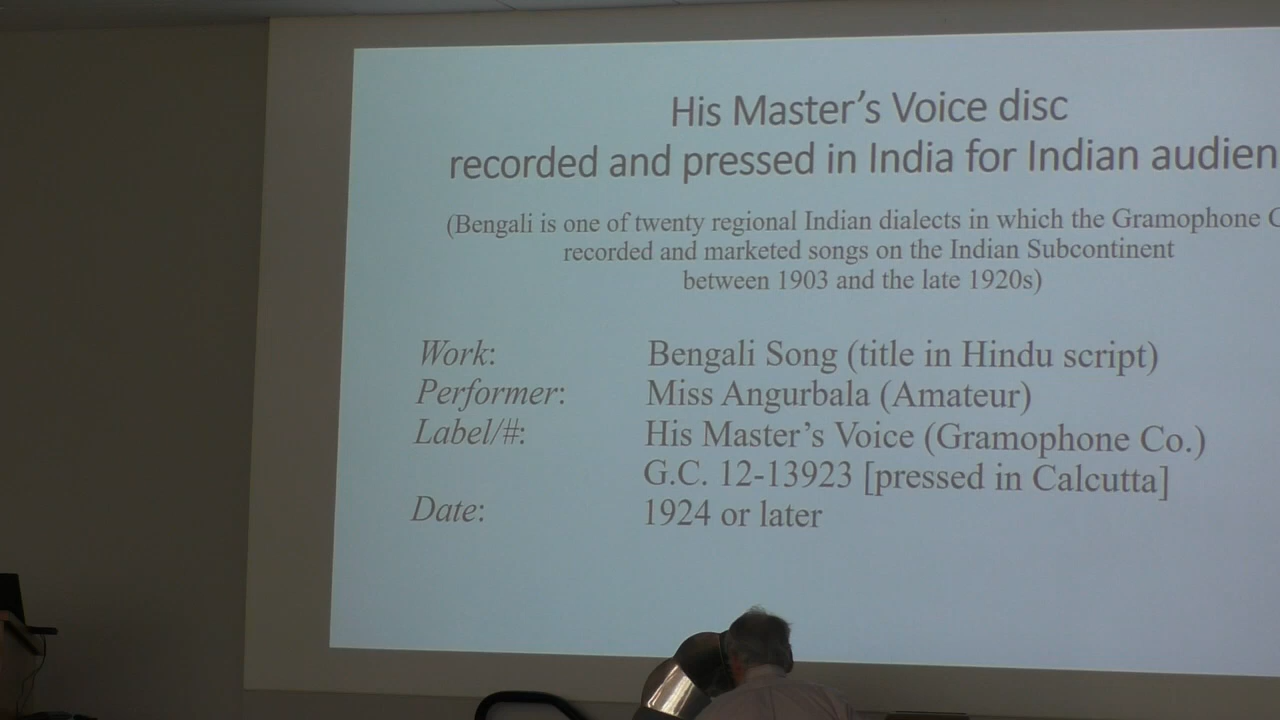 His Master's Voice disc
recorded and pressed in India for Indian audien
(Bengali is one of twenty regional Indian dialects in which the Gramophone C
recorded and marketed songs on the Indian Subcontinent
between 1903 and the late 1920s)
Work: Bengali Song (title in Hindu script)
Performer: Miss Angurbala (Amateur)
Label/#: His Master's Voice (Gramophone Co.)
G.C. 12-13923 [pressed in Calcutta]
Date: 1924 or later